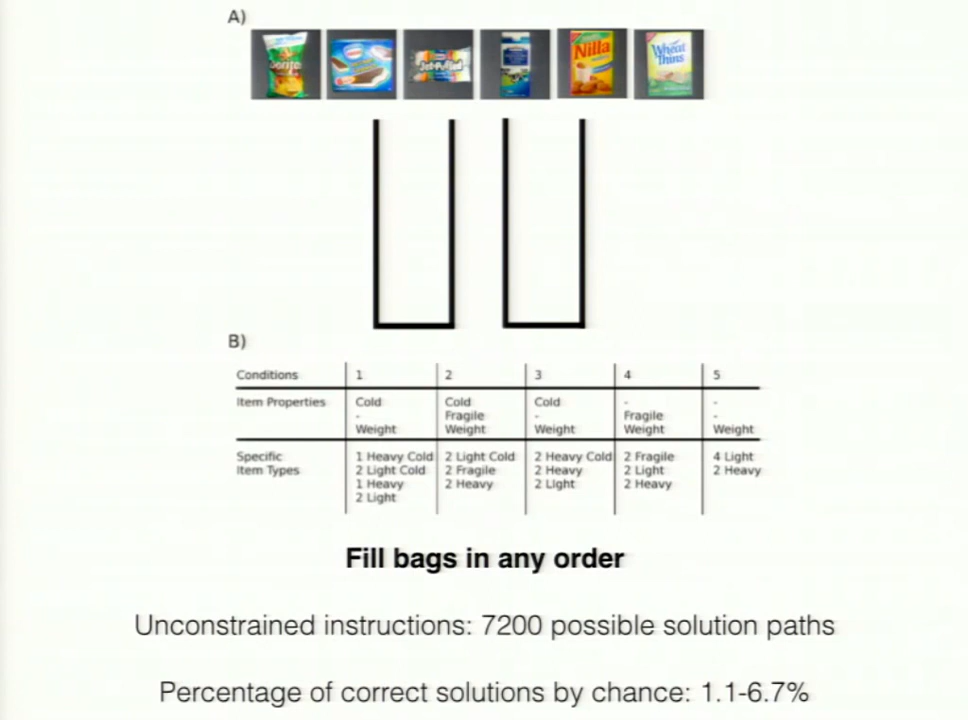 A)
Doritos
Jet-Puffed
Nilla
Wheat
Thins
B)
Conditions 1 2 3 4 5
Item Properties Cold Cold Cold - -
- Fragile - Fragile -
Weight Weight Weight Weight Weight
Specific 1 Heavy Cold 2 Light Cold 2 Heavy Cold 2 Fragile 4 Light
Item Types 2 Light Cold 2 Fragile 2 Heavy 2 Light 2 Heavy
1 Heavy 2 Heavy 2 Light 2 Heavy
2 Light
Fill bags in any order
Unconstrained instructions: 7200 possible solution paths
Percentage of correct solutions by chance: 1.1-6.7%